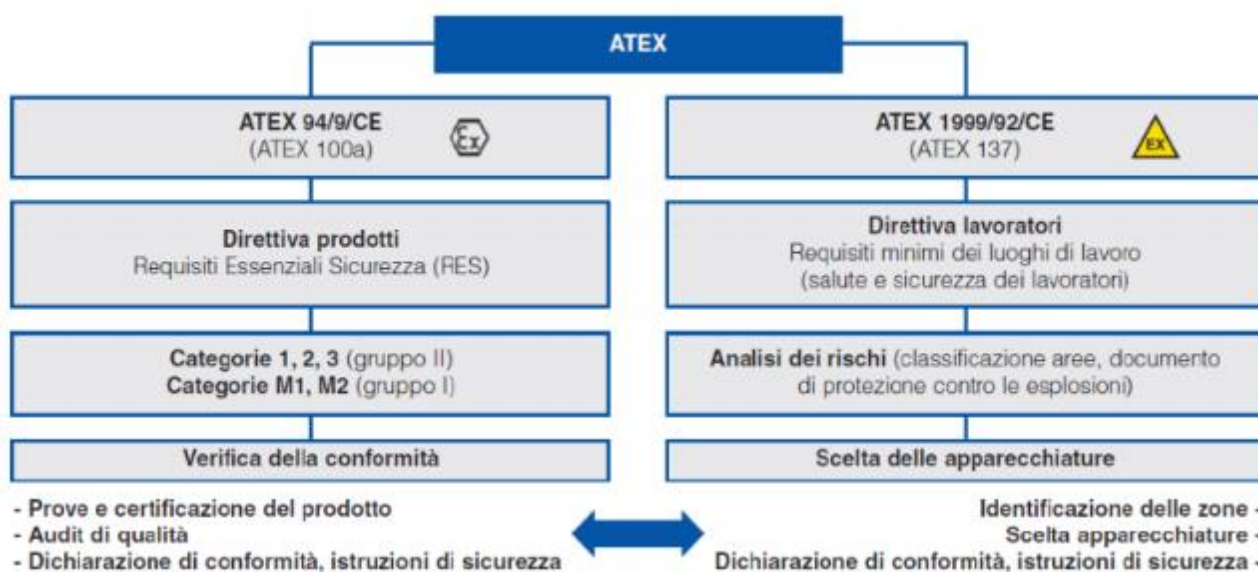 ATEX
ATEX 94/9/CE
(ATEX 100a)
Ex
Direttiva prodotti
Requisiti Essenziali Sicurezza (RES)
Categorie 1, 2, 3 (gruppo II)
Categorie M1, M2 (gruppo I)
Verifica della conformità
- Prove e certificazione del prodotto
- Audit di qualità
- Dichiarazione di conformità, istruzioni di sicurezza
ATEX 1999/92/CE
(ATEX 137)
EX
Direttiva lavoratori
Requisiti minimi dei luoghi di lavoro
(salute e sicurezza dei lavoratori)
Analisi dei rischi (classificazione aree, documento
di protezione contro le esplosioni)
Scelta delle apparecchiature
Identificazione delle zone -
Scelta apparecchiature -
Dichiarazione di conformità, istruzioni di sicurezza -